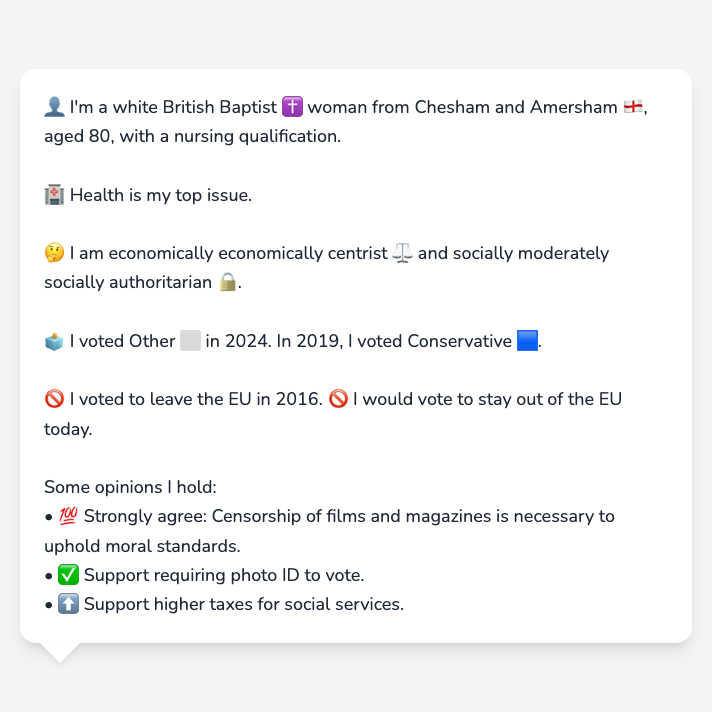 👤 I'm a white British Baptist ✝️ woman from Chesham and Amersham 🏴󠁧󠁢󠁥󠁮󠁧󠁿,
aged 80, with a nursing qualification.
🏥 Health is my top issue.
🤔 I am economically economically centrist ⚖️ and socially moderately
socially authoritarian 🔒.
🗳️ I voted Other ⬜ in 2024. In 2019, I voted Conservative 🟦.
🚫 I voted to leave the EU in 2016. 🚫 I would vote to stay out of the EU
today.
Some opinions I hold:
• 💯 Strongly agree: Censorship of films and magazines is necessary to
uphold moral standards.
• ✅ Support requiring photo ID to vote.
• ⬆️ Support higher taxes for social services.